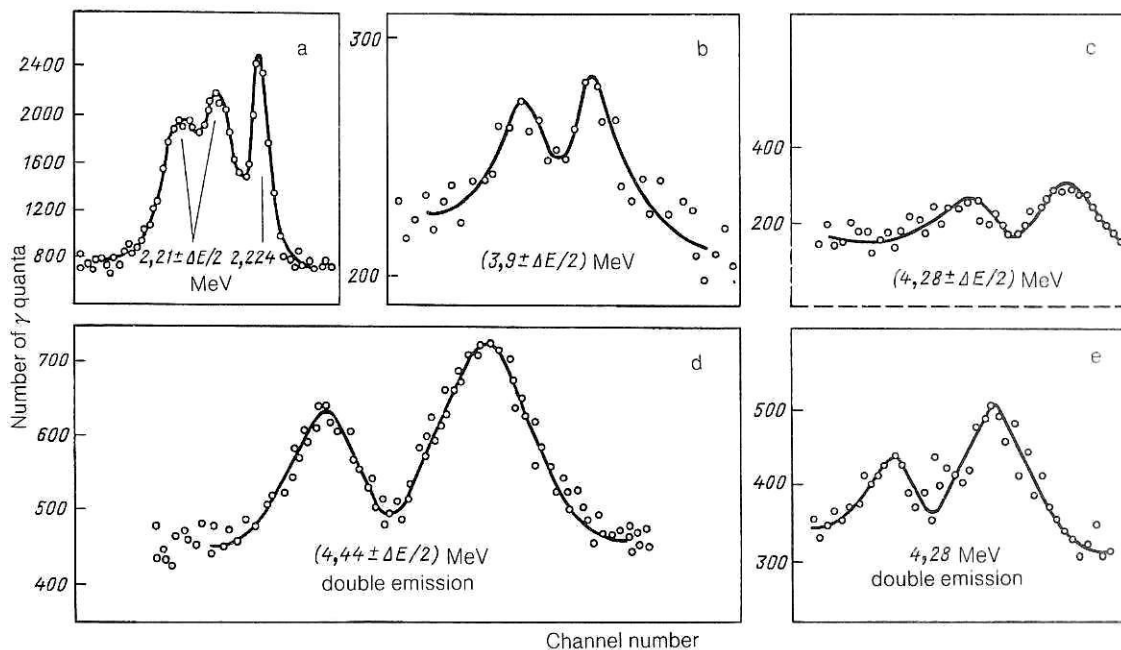 Number of γ quanta
a
2400
2000
1600
1200
800
2,21±ΔE/2 2,224
MeV
b
300
200
(3,9±ΔE/2) MeV
c
400
200
(4,28±ΔE/2) MeV
d
700
600
500
400
(4,44±ΔE/2) MeV
double emission
e
500
400
300
4,28 MeV
double emission
Channel number